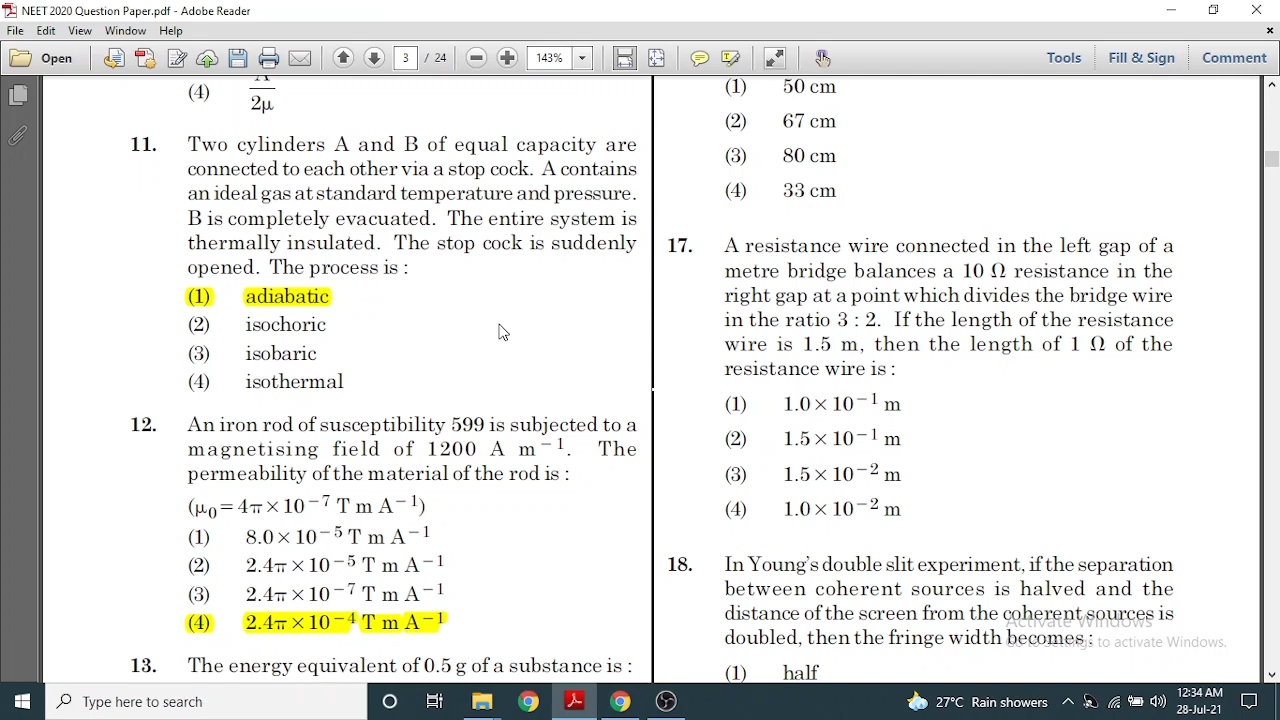 NEET 2020 Question Paper.pdf - Adobe Reader
File Edit View Window Help
Open 3 / 24 143% Tools Fill & Sign Comment
A
(4) 2μ
11. Two cylinders A and B of equal capacity are
connected to each other via a stop cock. A contains
an ideal gas at standard temperature and pressure.
B is completely evacuated. The entire system is
thermally insulated. The stop cock is suddenly
opened. The process is :
(1) adiabatic
(2) isochoric
(3) isobaric
(4) isothermal
12. An iron rod of susceptibility 599 is subjected to a
magnetising field of 1200 A m⁻¹. The
permeability of the material of the rod is :
(μ₀ = 4π × 10⁻⁷ T m A⁻¹)
(1) 8.0 × 10⁻⁵ T m A⁻¹
(2) 2.4π × 10⁻⁵ T m A⁻¹
(3) 2.4π × 10⁻⁷ T m A⁻¹
(4) 2.4π × 10⁻⁴ T m A⁻¹
13. The energy equivalent of 0.5 g of a substance is :
(1) 50 cm
(2) 67 cm
(3) 80 cm
(4) 33 cm
17. A resistance wire connected in the left gap of a
metre bridge balances a 10 Ω resistance in the
right gap at a point which divides the bridge wire
in the ratio 3 : 2. If the length of the resistance
wire is 1.5 m, then the length of 1 Ω of the
resistance wire is :
(1) 1.0 × 10⁻¹ m
(2) 1.5 × 10⁻¹ m
(3) 1.5 × 10⁻² m
(4) 1.0 × 10⁻² m
18. In Young's double slit experiment, if the separation
between coherent sources is halved and the
distance of the screen from the coherent sources is
doubled, then the fringe width becomes :
(1) half
Activate Windows
Go to Settings to activate Windows.
Type here to search
27°C Rain showers
12:34 AM
28-Jul-21